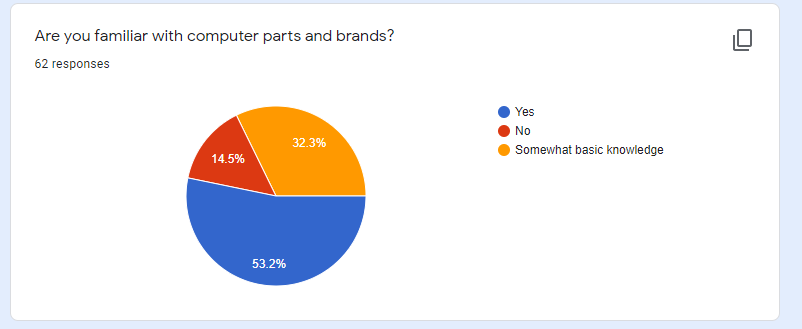 Are you familiar with computer parts and brands?
62 responses
Yes
No
Somewhat basic knowledge
32.3%
14.5%
53.2%